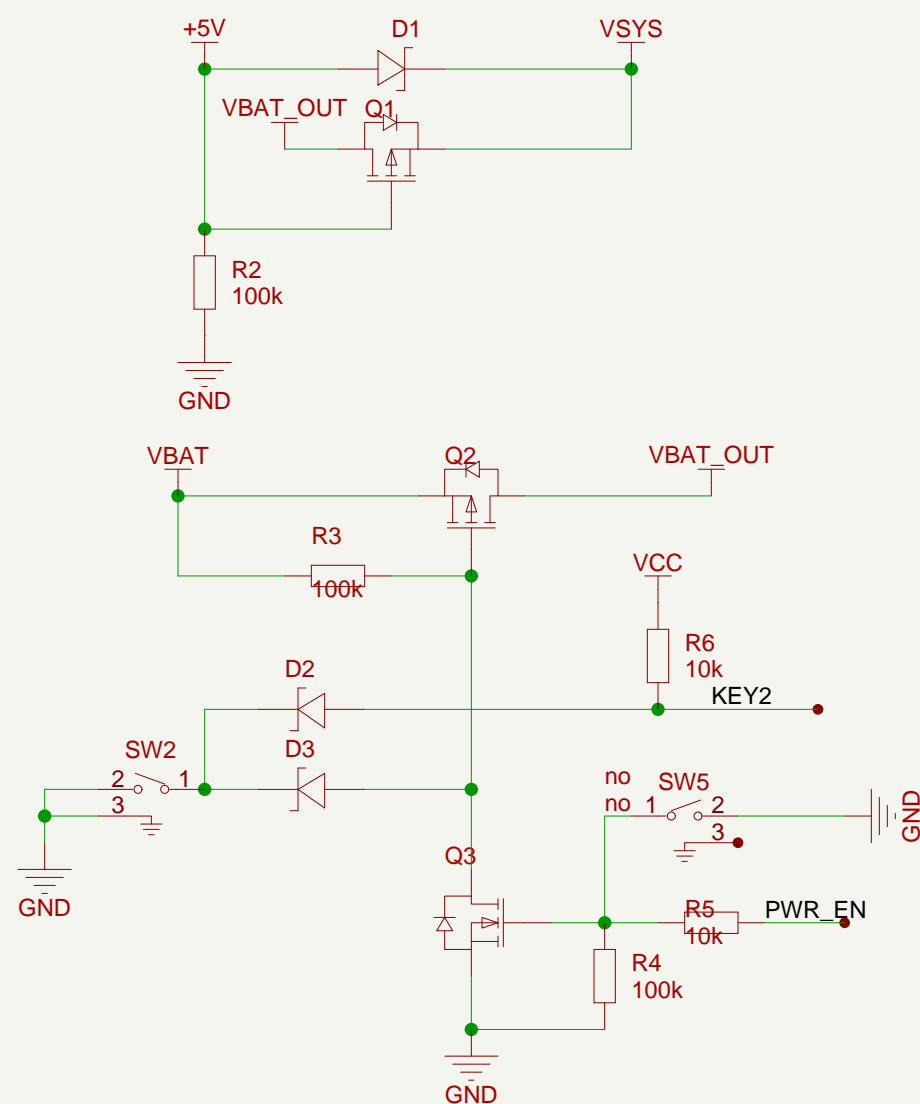 +5V
D1
VSYS
VBAT_OUT
Q1
R2
100k
GND
VBAT
Q2
VBAT_OUT
R3
100k
VCC
R6
10k
KEY2
D2
D3
SW2
2
1
3
GND
no
no
SW5
1
2
3
GND
Q3
R5
10k
PWR_EN
R4
100k
GND